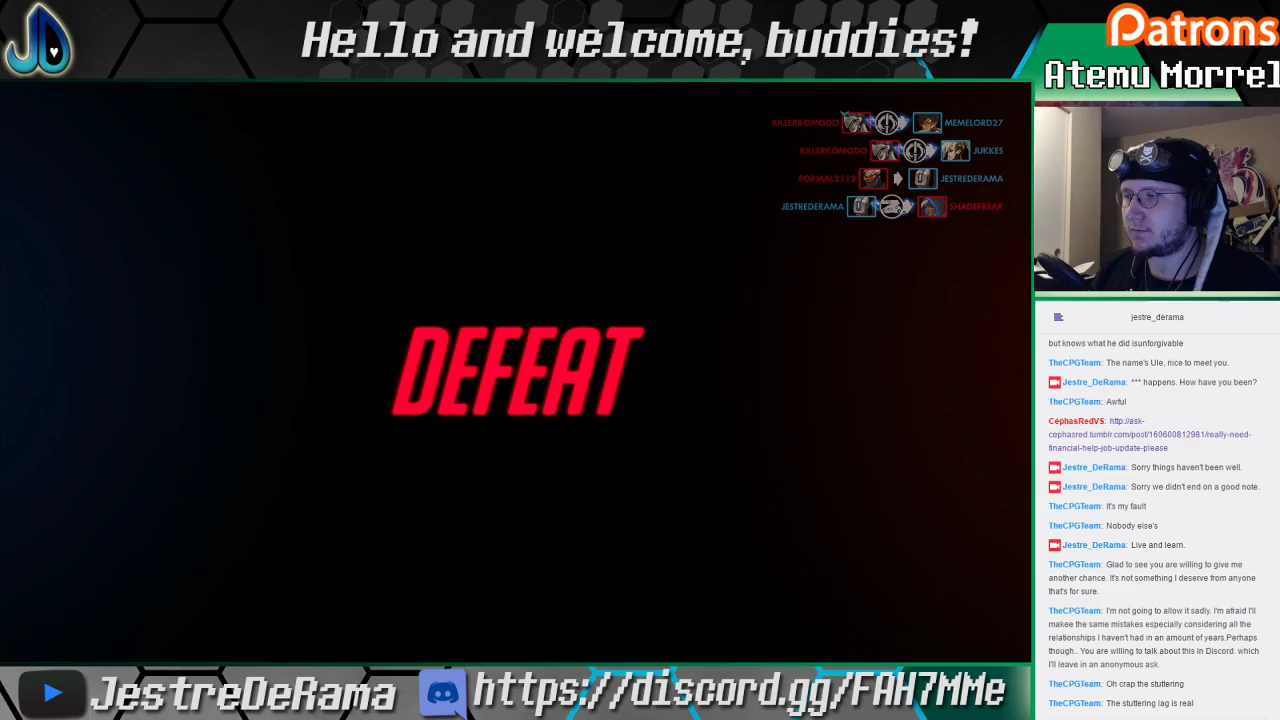 Hello and welcome, buddies!
Patrons
Atemu Morrel
JD
KILLERKOMODO MEMELORD27
KILLERKOMODO JUKKES
FORMAL2112 JESTREDERAMA
JESTREDERAMA SHADEFREAK
DEFEAT
jestre_derama
but knows what he did isunforgivable
TheCPGTeam: The name's Ule, nice to meet you.
Jestre_DeRama: *** happens. How have you been?
TheCPGTeam: Awful
CephasRedVS: http://ask-
cephasred.tumblr.com/post/160600812981/really-need-
financial-help-job-update-please
Jestre_DeRama: Sorry things haven't been well.
Jestre_DeRama: Sorry we didn't end on a good note.
TheCPGTeam: It's my fault
TheCPGTeam: Nobody else's
Jestre_DeRama: Live and learn.
TheCPGTeam: Glad to see you are willing to give me
another chance. It's not something I deserve from anyone
that's for sure.
TheCPGTeam: I'm not going to allow it sadly. I'm afraid I'll
makee the same mistakes especially considering all the
relationships I haven't had in an amount of years.Perhaps
though.. You are willing to talk about this in Discord. which
I'll leave in an anonymous ask.
TheCPGTeam: Oh crap the stuttering
TheCPGTeam: The stuttering lag is real
JestreDeRama
https://discord.gg/FAH7MMe